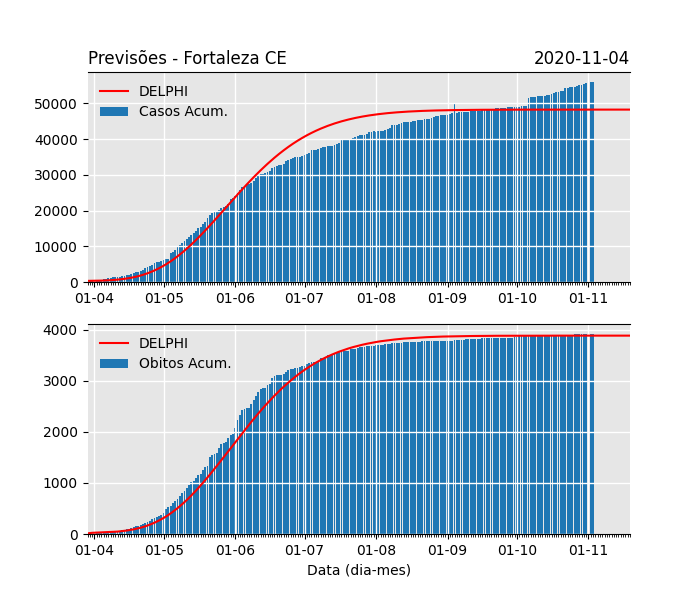 Previsões - Fortaleza CE 2020-11-04
DELPHI
Casos Acum.
50000
40000
30000
20000
10000
0
01-04 01-05 01-06 01-07 01-08 01-09 01-10 01-11
DELPHI
Obitos Acum.
4000
3000
2000
1000
0
01-04 01-05 01-06 01-07 01-08 01-09 01-10 01-11
Data (dia-mes)